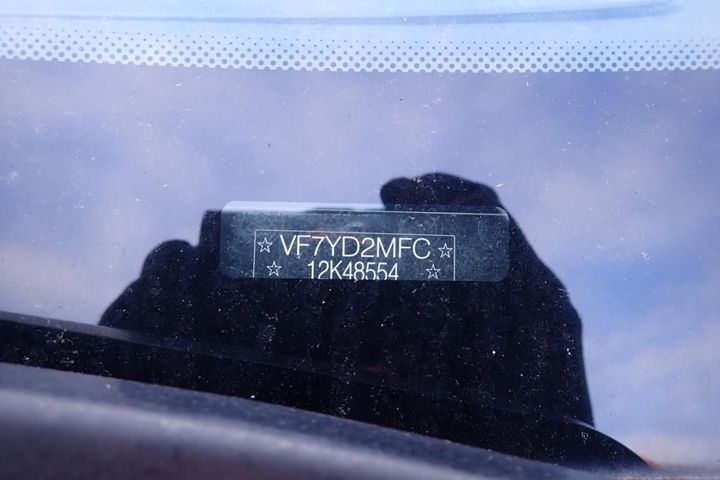 ☆ VF7YD2MFC ☆
☆ 12K48554 ☆